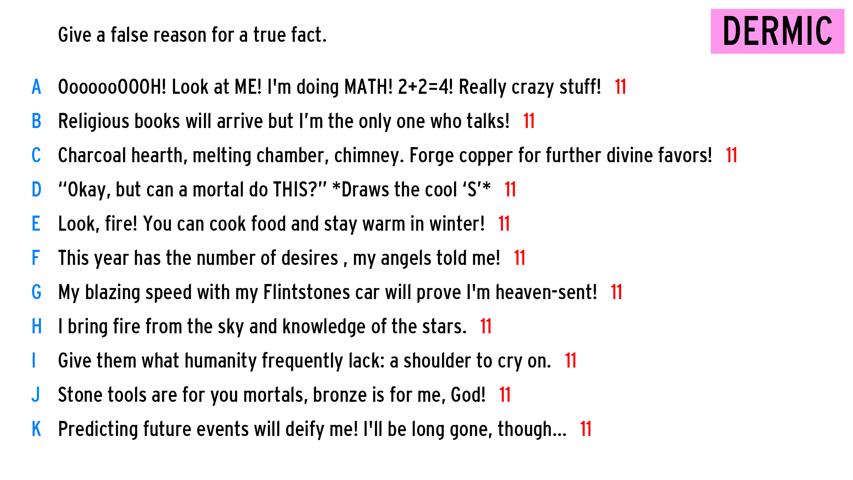 Give a false reason for a true fact.
DERMIC
A OoooooOOOH! Look at ME! I'm doing MATH! 2+2=4! Really crazy stuff! 11
B Religious books will arrive but I'm the only one who talks! 11
C Charcoal hearth, melting chamber, chimney. Forge copper for further divine favors! 11
D “Okay, but can a mortal do THIS?” *Draws the cool ‘S’* 11
E Look, fire! You can cook food and stay warm in winter! 11
F This year has the number of desires , my angels told me! 11
G My blazing speed with my Flintstones car will prove I'm heaven-sent! 11
H I bring fire from the sky and knowledge of the stars. 11
I Give them what humanity frequently lack: a shoulder to cry on. 11
J Stone tools are for you mortals, bronze is for me, God! 11
K Predicting future events will deify me! I'll be long gone, though... 11